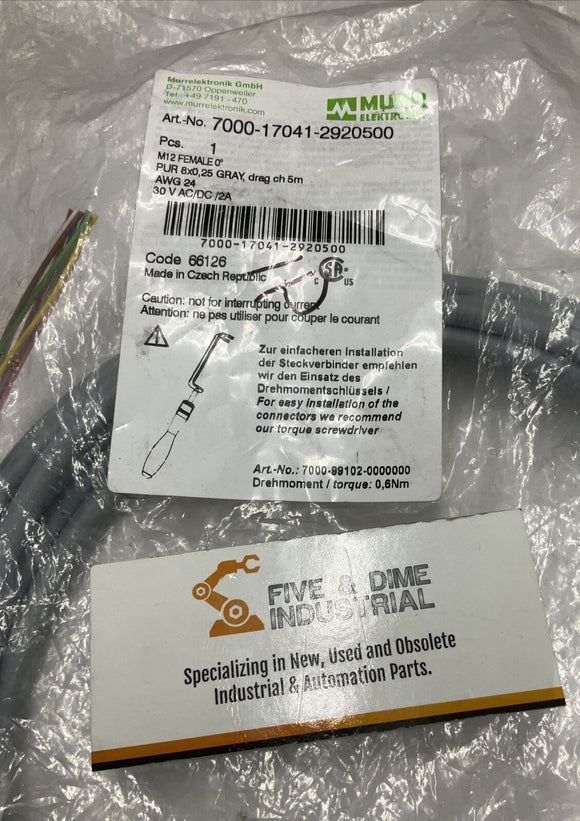 Murrelektronik GmbH
D-71570 Oppenweiler
Tel.: +49 7191 - 470
www.murrelektronik.com
MURR
ELEKTRONIK
Art.-No. 7000-17041-2920500
Pcs. 1
M12 FEMALE 0°
PUR 8x0,25 GRAY, drag ch 5m
AWG 24
30 V AC/DC /2A
7000-17041-2920500
Code 66126
Made in Czech Republic
C SA US
Caution: not for interrupting current
Attention: ne pas utiliser pour couper le courant
Zur einfacheren Installation
der Steckverbinder empfehlen
wir den Einsatz des
Drehmomentschlüssels /
For easy Installation of the
connectors we recommend
our torque screwdriver
Art.-No.: 7000-99102-0000000
Drehmoment / torque: 0,6Nm
FIVE & DIME
INDUSTRIAL
Specializing in New, Used and Obsolete
Industrial & Automation Parts.